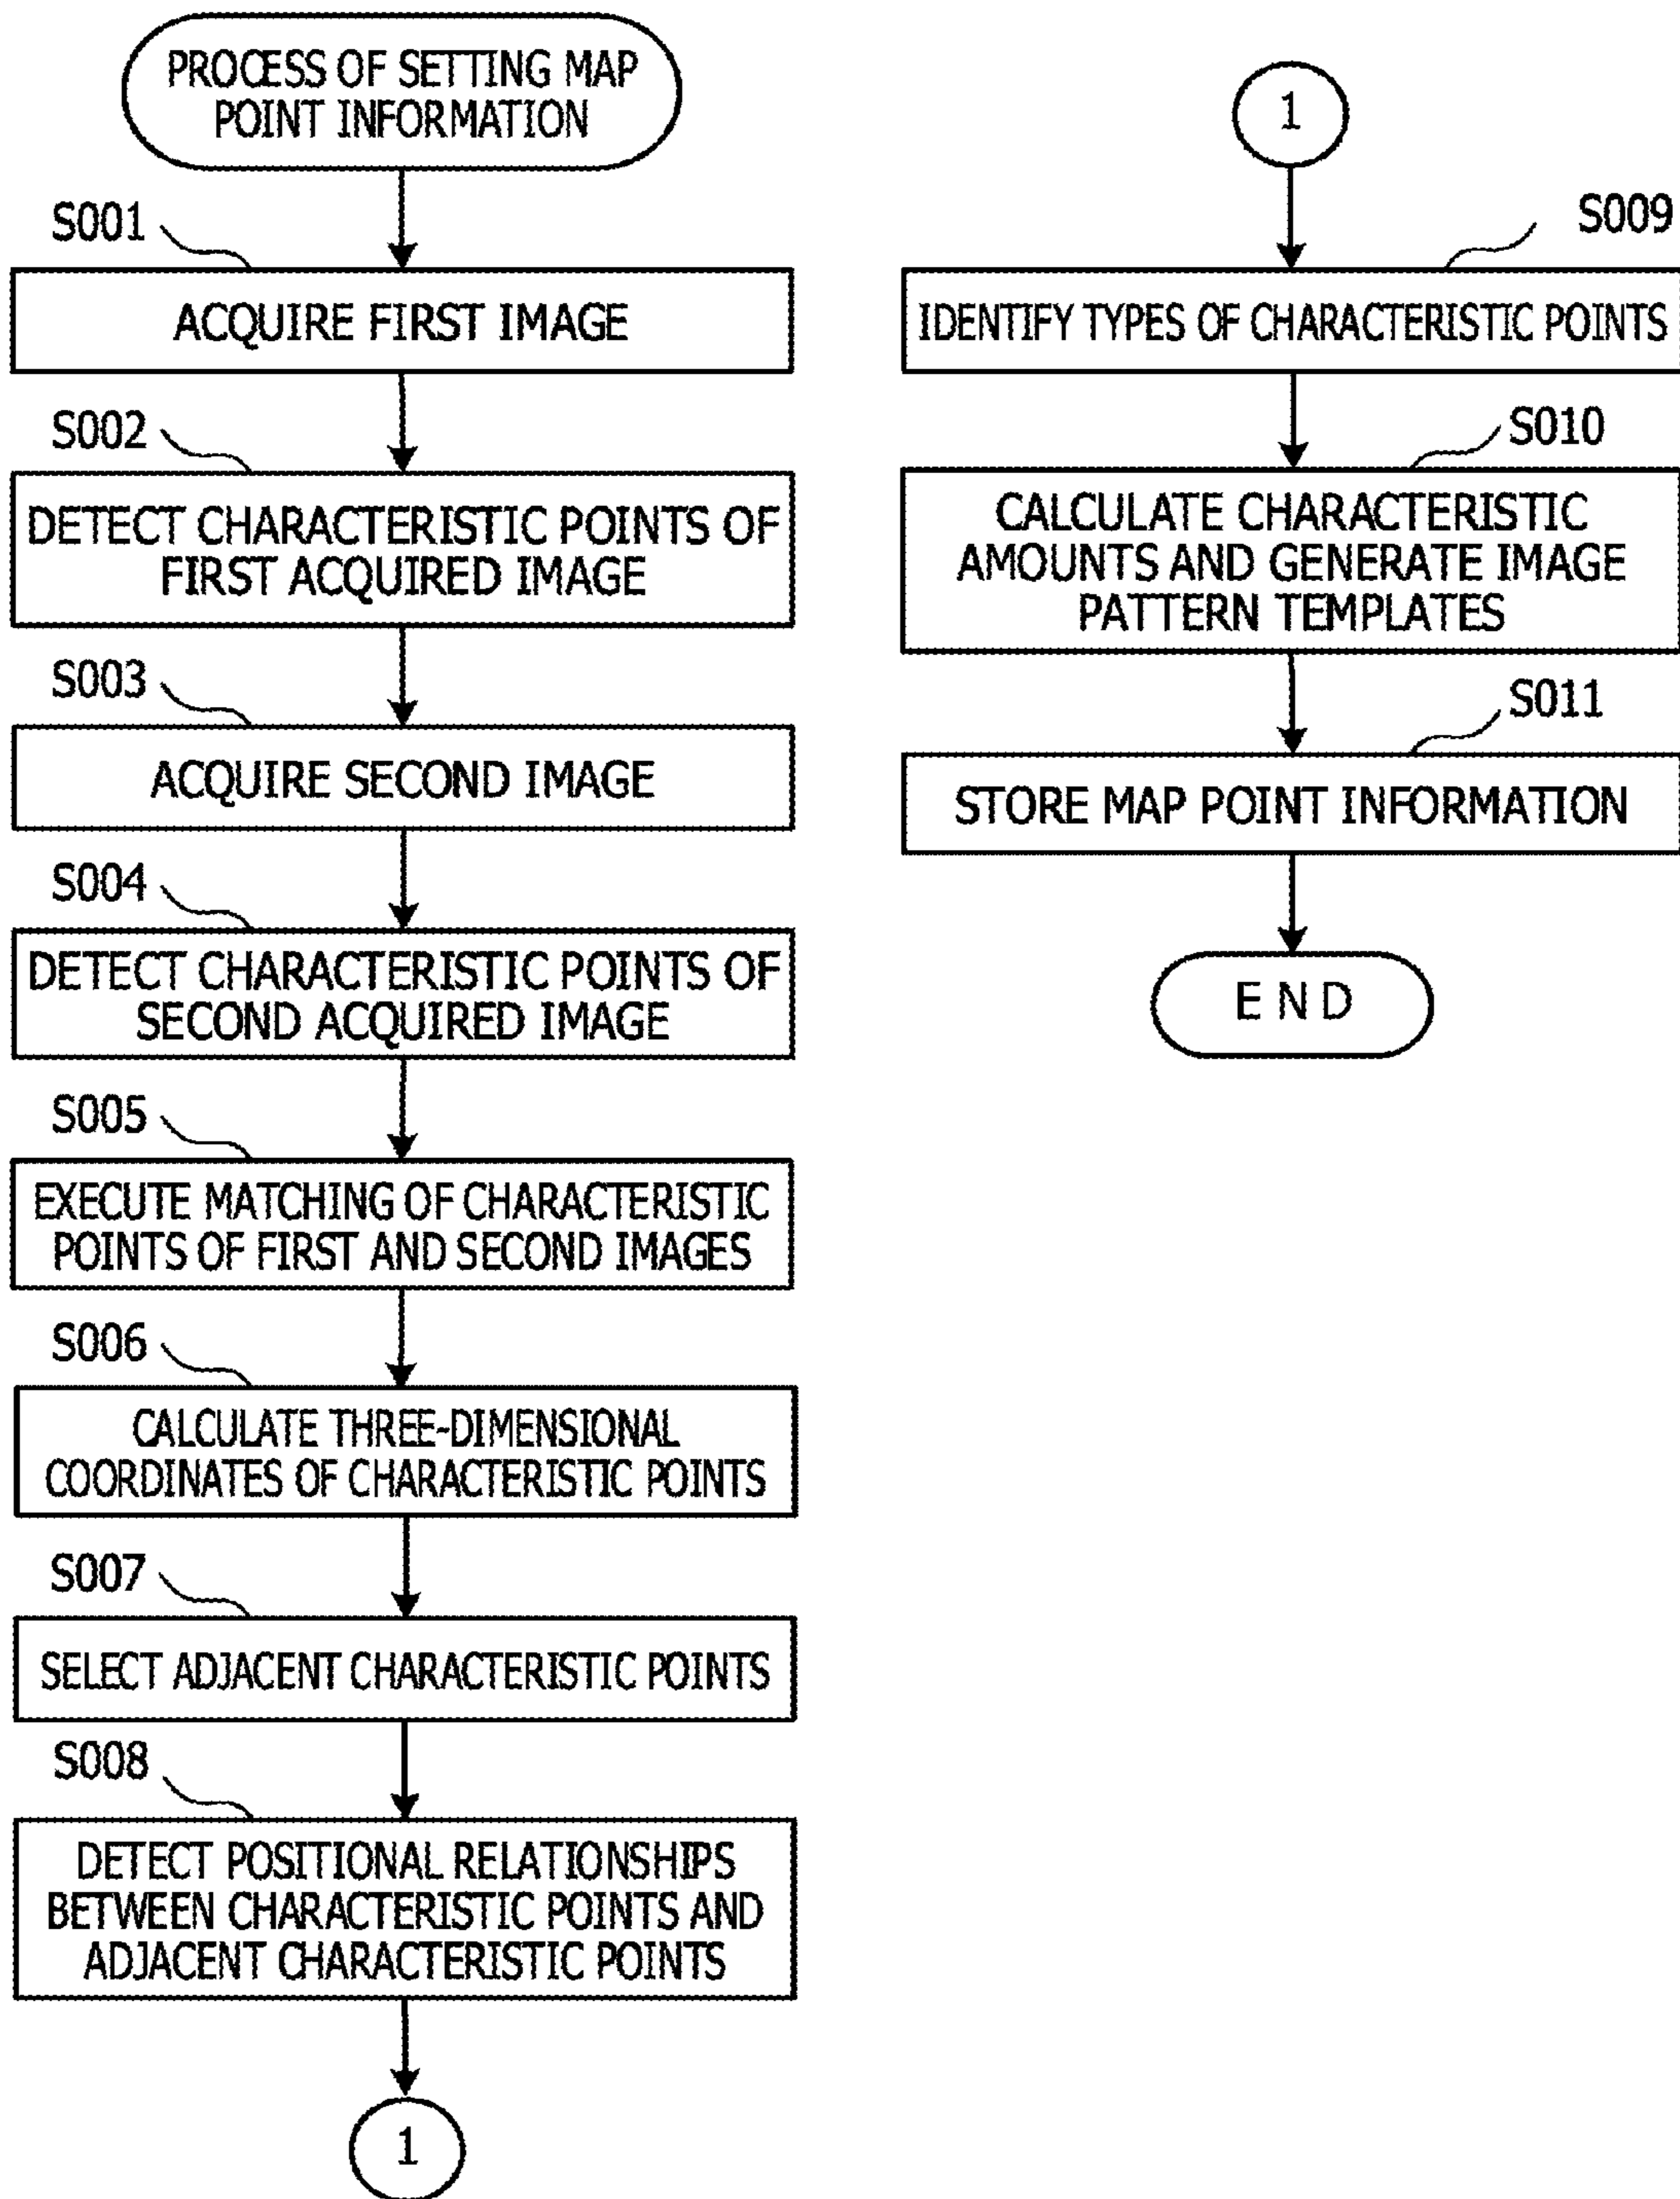 PROCESS OF SETTING MAP
POINT INFORMATION
S001
ACQUIRE FIRST IMAGE
S002
DETECT CHARACTERISTIC POINTS OF
FIRST ACQUIRED IMAGE
S003
ACQUIRE SECOND IMAGE
S004
DETECT CHARACTERISTIC POINTS OF
SECOND ACQUIRED IMAGE
S005
EXECUTE MATCHING OF CHARACTERISTIC
POINTS OF FIRST AND SECOND IMAGES
S006
CALCULATE THREE-DIMENSIONAL
COORDINATES OF CHARACTERISTIC POINTS
S007
SELECT ADJACENT CHARACTERISTIC POINTS
S008
DETECT POSITIONAL RELATIONSHIPS
BETWEEN CHARACTERISTIC POINTS AND
ADJACENT CHARACTERISTIC POINTS
1
1
S009
IDENTIFY TYPES OF CHARACTERISTIC POINTS
S010
CALCULATE CHARACTERISTIC
AMOUNTS AND GENERATE IMAGE
PATTERN TEMPLATES
S011
STORE MAP POINT INFORMATION
END